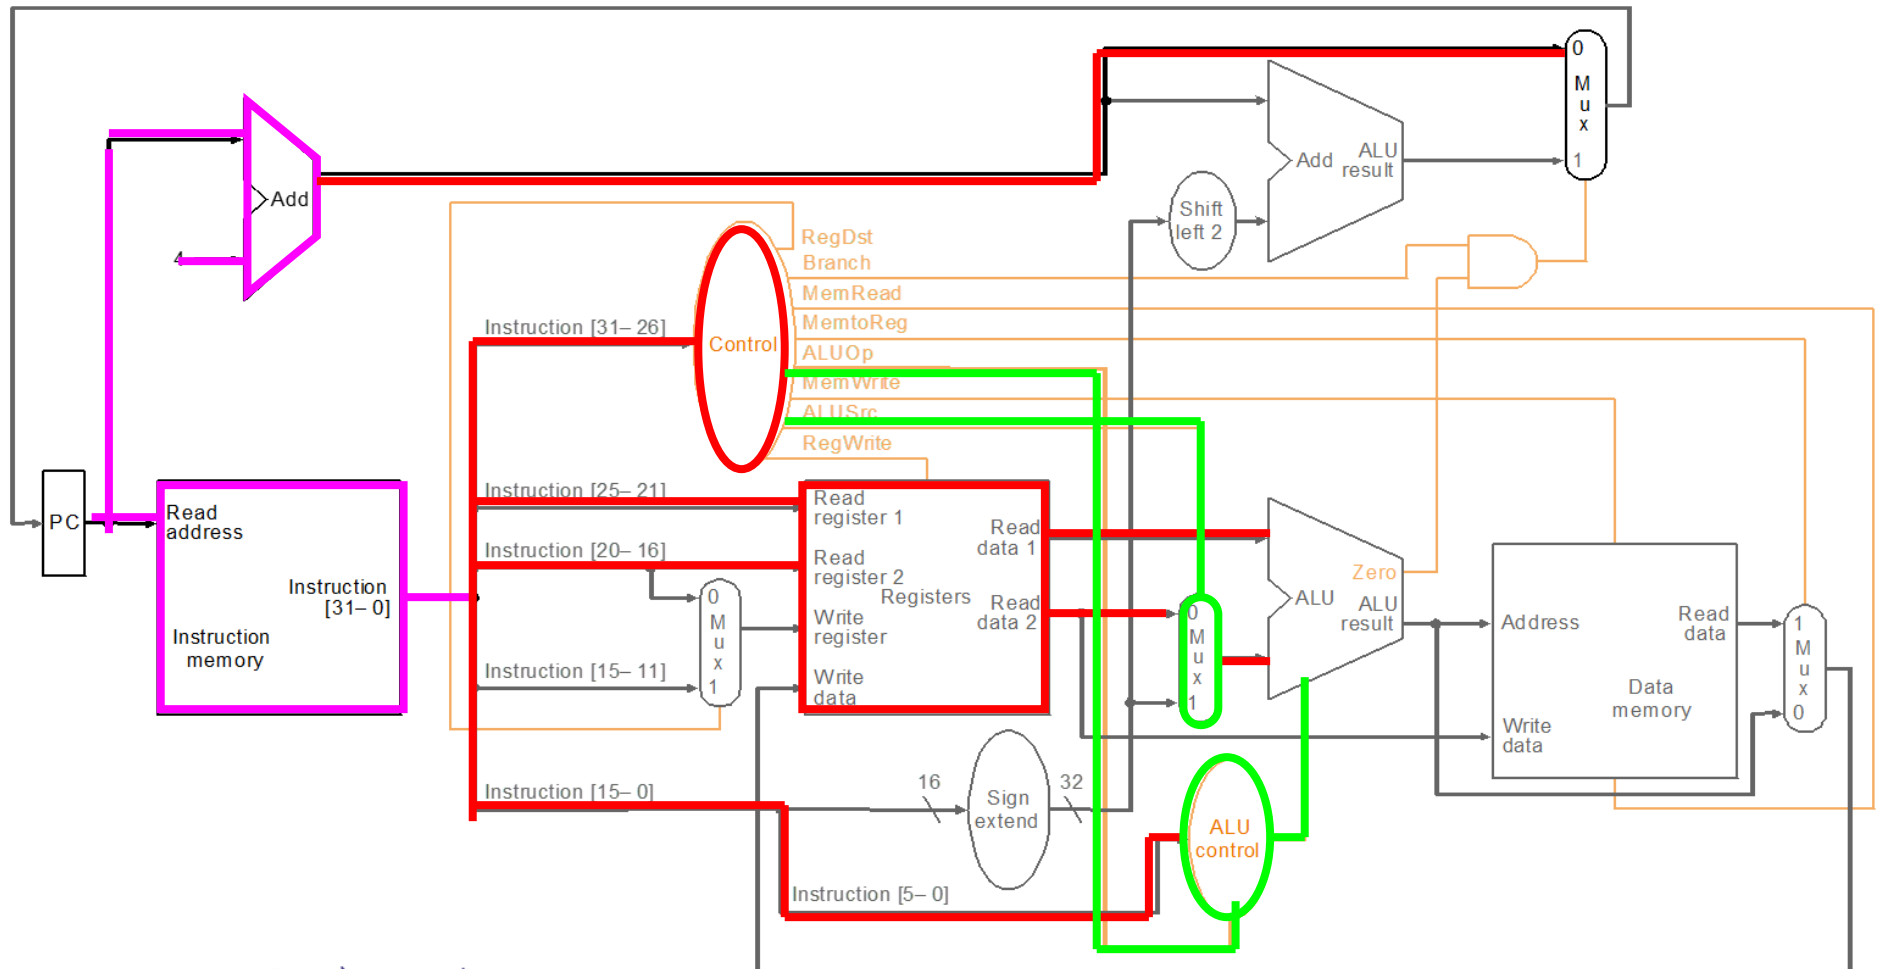 0
M
u
x
1
Add
ALU
result
Add
4
Shift
left 2
RegDst
Branch
MemRead
MemtoReg
ALUOp
MemWrite
ALUSrc
RegWrite
Instruction [31– 26]
Control
PC
Read
address
Instruction
[31– 0]
Instruction
memory
Instruction [25– 21]
Instruction [20– 16]
Instruction [15– 11]
Instruction [15– 0]
0
M
u
x
1
Read
register 1
Read
register 2
Registers
Write
register
Write
data
Read
data 1
Read
data 2
0
M
u
x
1
Zero
ALU
ALU
result
Address
Read
data
Data
memory
Write
data
1
M
u
x
0
16
Sign
extend
32
ALU
control
Instruction [5– 0]